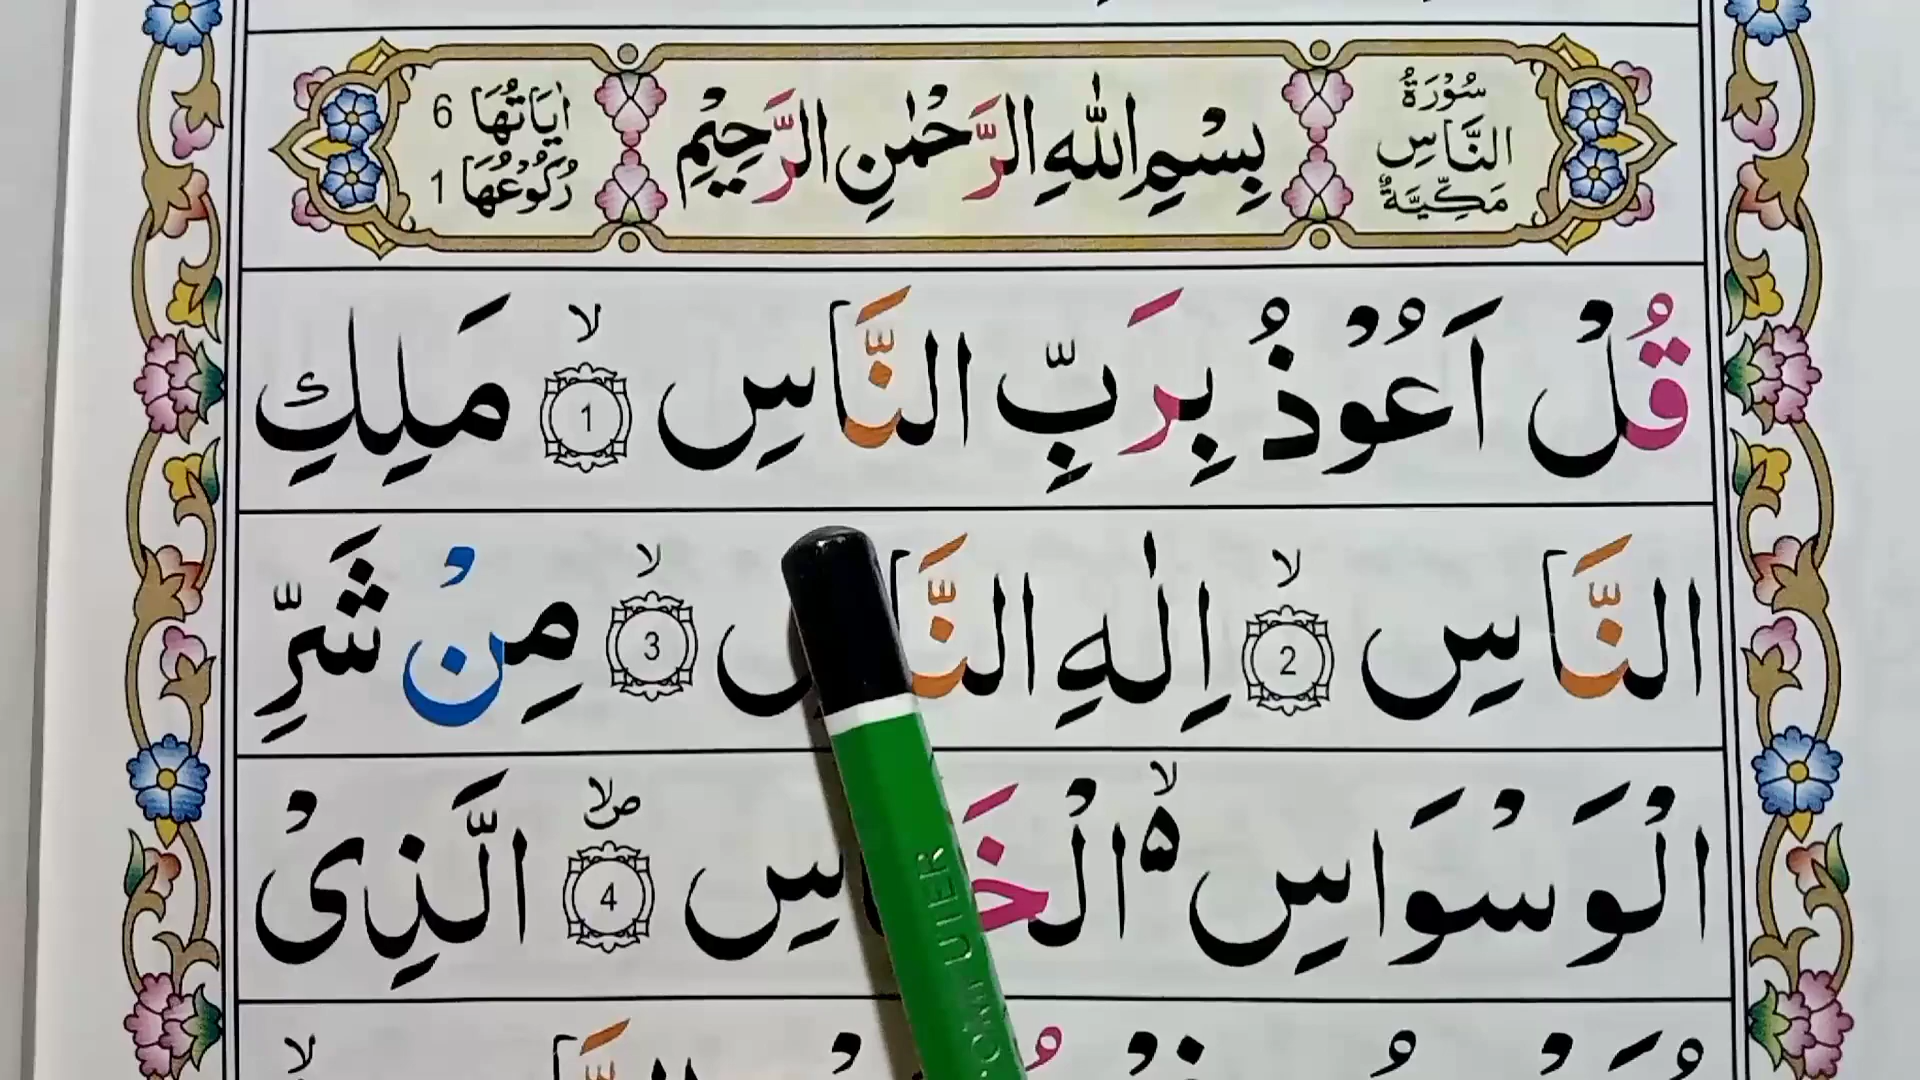 سُوْرَةُ النَّاسِ مَكِّيَّةٌ
بِسْمِ اللّٰهِ الرَّحْمٰنِ الرَّحِيْمِ
اٰيَاتُهَا 6
رُكُوْعُهَا 1
قُلْ اَعُوْذُ بِرَبِّ النَّاسِ ۙ 1 مَلِكِ
النَّاسِ ۙ 2 اِلٰهِ النَّاسِ ۙ 3 مِنْ شَرِّ
الْوَسْوَاسِ ۵ۙ الْخَنَّاسِ 4 الَّذِىْ